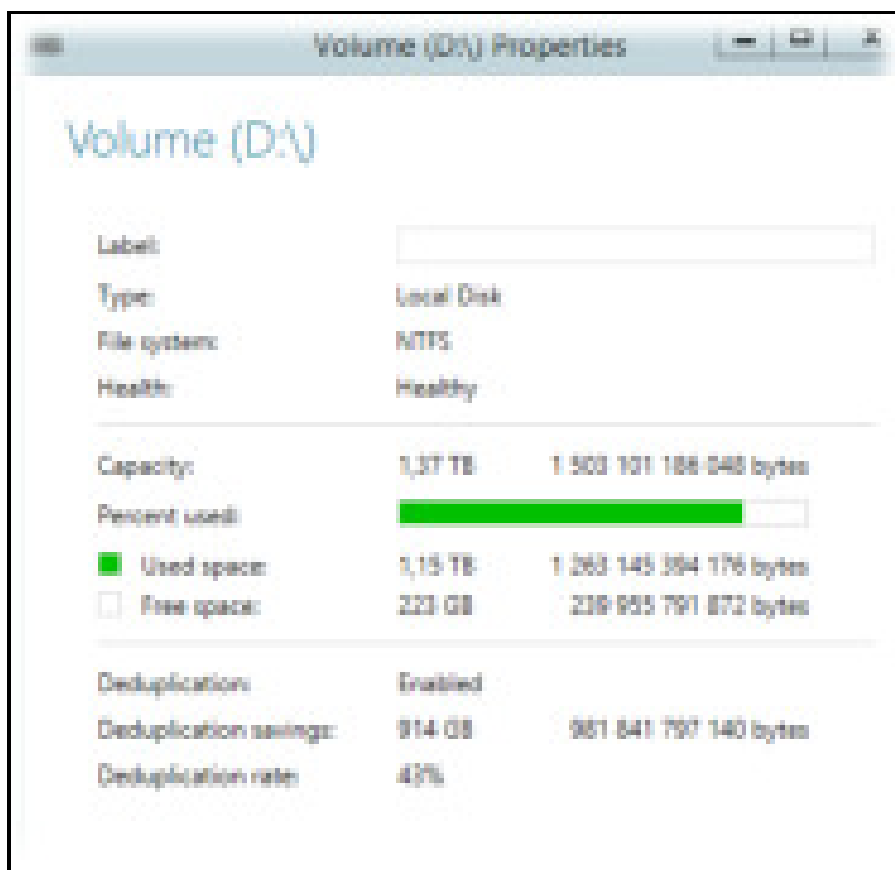 Volume (D:\) Properties
Volume (D:\)
Label:
Type: Local Disk
File system: NTFS
Health: Healthy
Capacity: 1,37 TB 1 503 101 186 048 bytes
Percent used:
Used space: 1,15 TB 1 263 145 394 176 bytes
Free space: 223 GB 239 955 791 872 bytes
Deduplication: Enabled
Deduplication savings: 914 GB 981 841 797 140 bytes
Deduplication rate: 43%